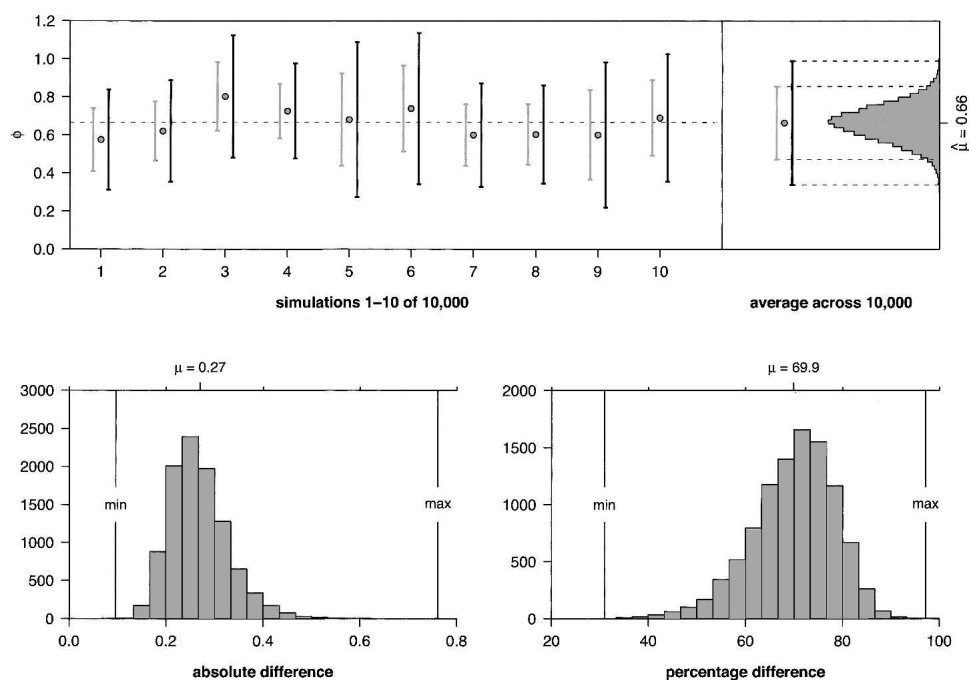 1.2
1.0
0.8
0.6
0.4
0.2
0.0
ϕ
1 2 3 4 5 6 7 8 9 10
simulations 1–10 of 10,000
average across 10,000
μ̂ = 0.66
μ = 0.27
3000
2500
2000
1500
1000
500
0
min
max
0.0 0.2 0.4 0.6 0.8
absolute difference
μ = 69.9
2000
1500
1000
500
0
min
max
20 40 60 80 100
percentage difference